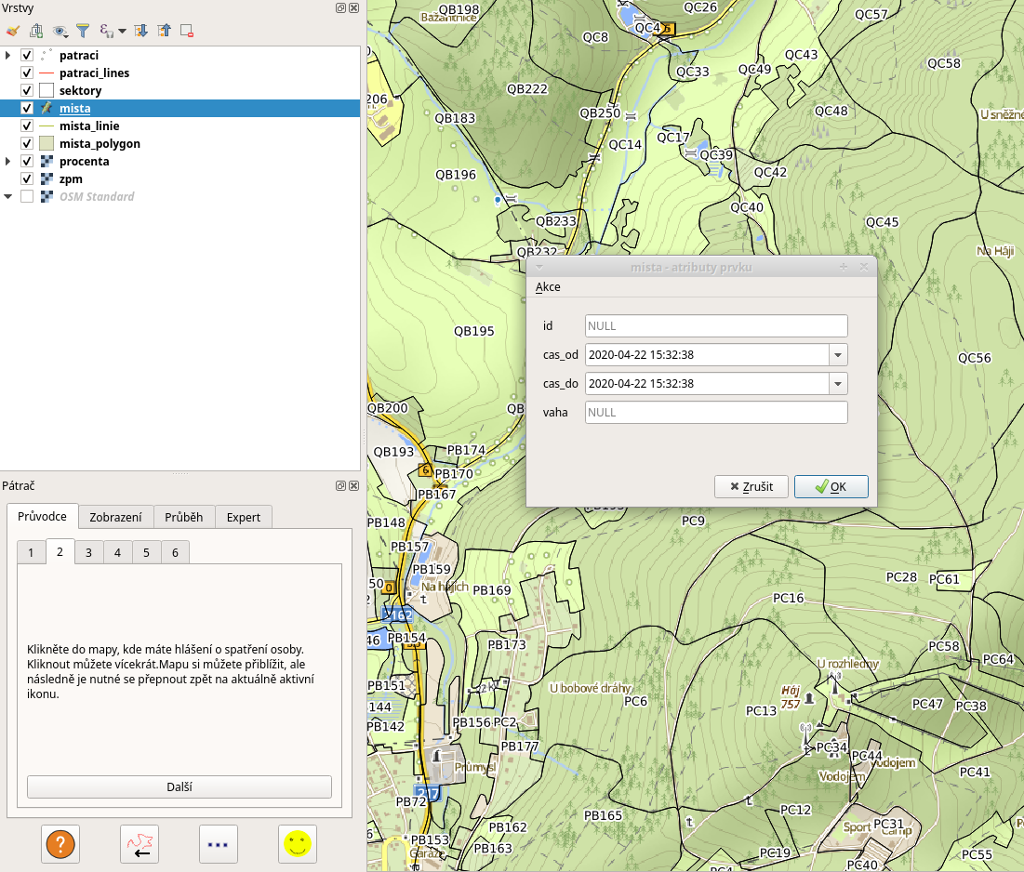 Vrstvy
patraci
patraci_lines
sektory
mista
mista_linie
mista_polygon
procenta
zpm
OSM Standard
Pátrač
Průvodce
Zobrazení
Průběh
Expert
1
2
3
4
5
6
Klikněte do mapy, kde máte hlášení o spatření osoby.
Kliknout můžete vícekrát.Mapu si můžete přiblížit, ale
následně je nutné se přepnout zpět na aktuálně aktivní
ikonu.
Další
mista - atributy prvku
Akce
id
NULL
cas_od
2020-04-22 15:32:38
cas_do
2020-04-22 15:32:38
vaha
NULL
Zrušit
OK
QB198
Bažantnice
QC26
QC57
QC4
QC8
QC43
QC58
QC33
QC49
QB222
206
QB183
QB250
QC48
U sněžné
QC14
QC17
QC39
QB196
QC42
QC40
QB233
QC45
QB232
Na Háji
QB195
QC56
QB200
QB
QB193
PB174
6
PB170
PB167
PB148
PC9
PB157
PB159
50
Na hájích
PB169
PC28
PC61
0
PC16
162
46
PB154
PB173
PC58
PC64
U rozhledny
PB151
U bobové dráhy
Háj
757
PC6
PC13
PC47
PC38
144
PB142
PB156
PC2
PB177
PC34
PC44
Vodojem
Průmysl
Vodojem
PC41
217
PB72
PC12
PB165
PB162
PC31
Sport Camp
PB153
PB163
Garáž
PC19
PC40
PC55